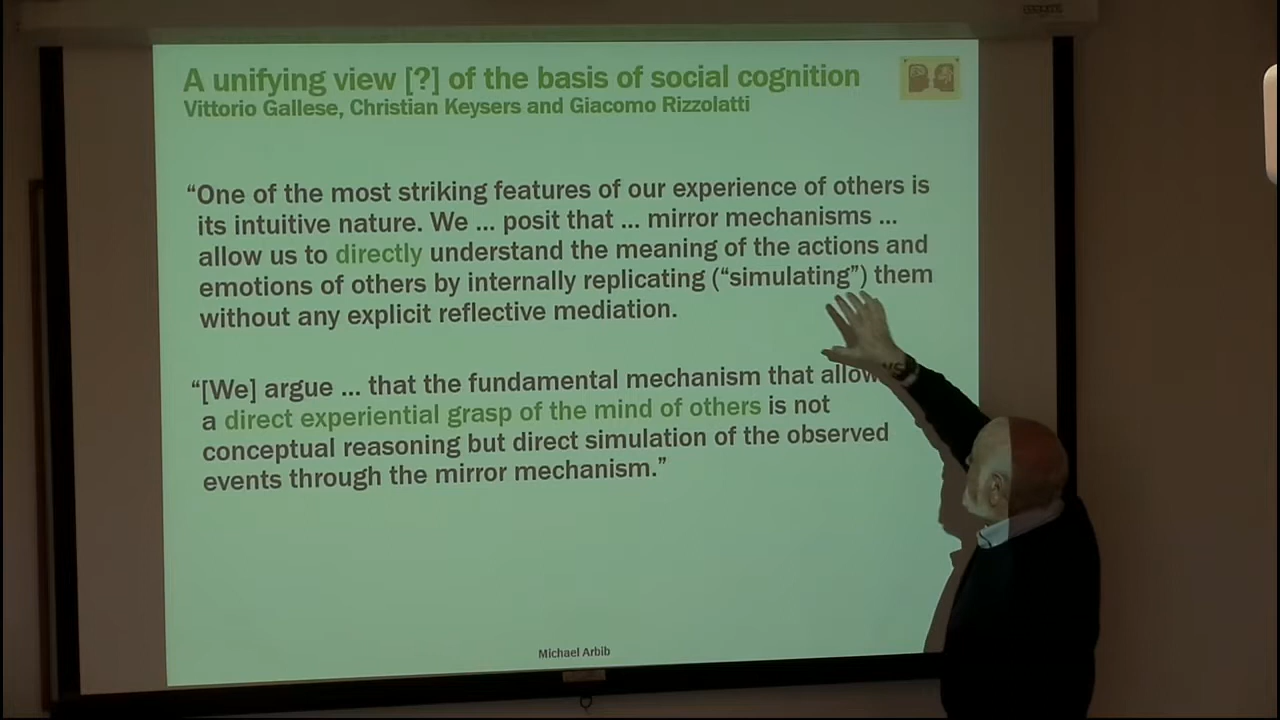 A unifying view [?] of the basis of social cognition
Vittorio Gallese, Christian Keysers and Giacomo Rizzolatti
“One of the most striking features of our experience of others is
its intuitive nature. We ... posit that ... mirror mechanisms ...
allow us to directly understand the meaning of the actions and
emotions of others by internally replicating (“simulating”) them
without any explicit reflective mediation.
“[We] argue ... that the fundamental mechanism that allow
a direct experiential grasp of the mind of others is not
conceptual reasoning but direct simulation of the observed
events through the mirror mechanism.”
Michael Arbib